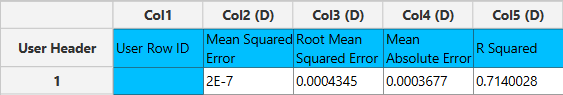 Col1 Col2 (D) Col3 (D) Col4 (D) Col5 (D)
User Header User Row ID Mean Squared Error Root Mean Squared Error Mean Absolute Error R Squared
1 2E-7 0.0004345 0.0003677 0.7140028